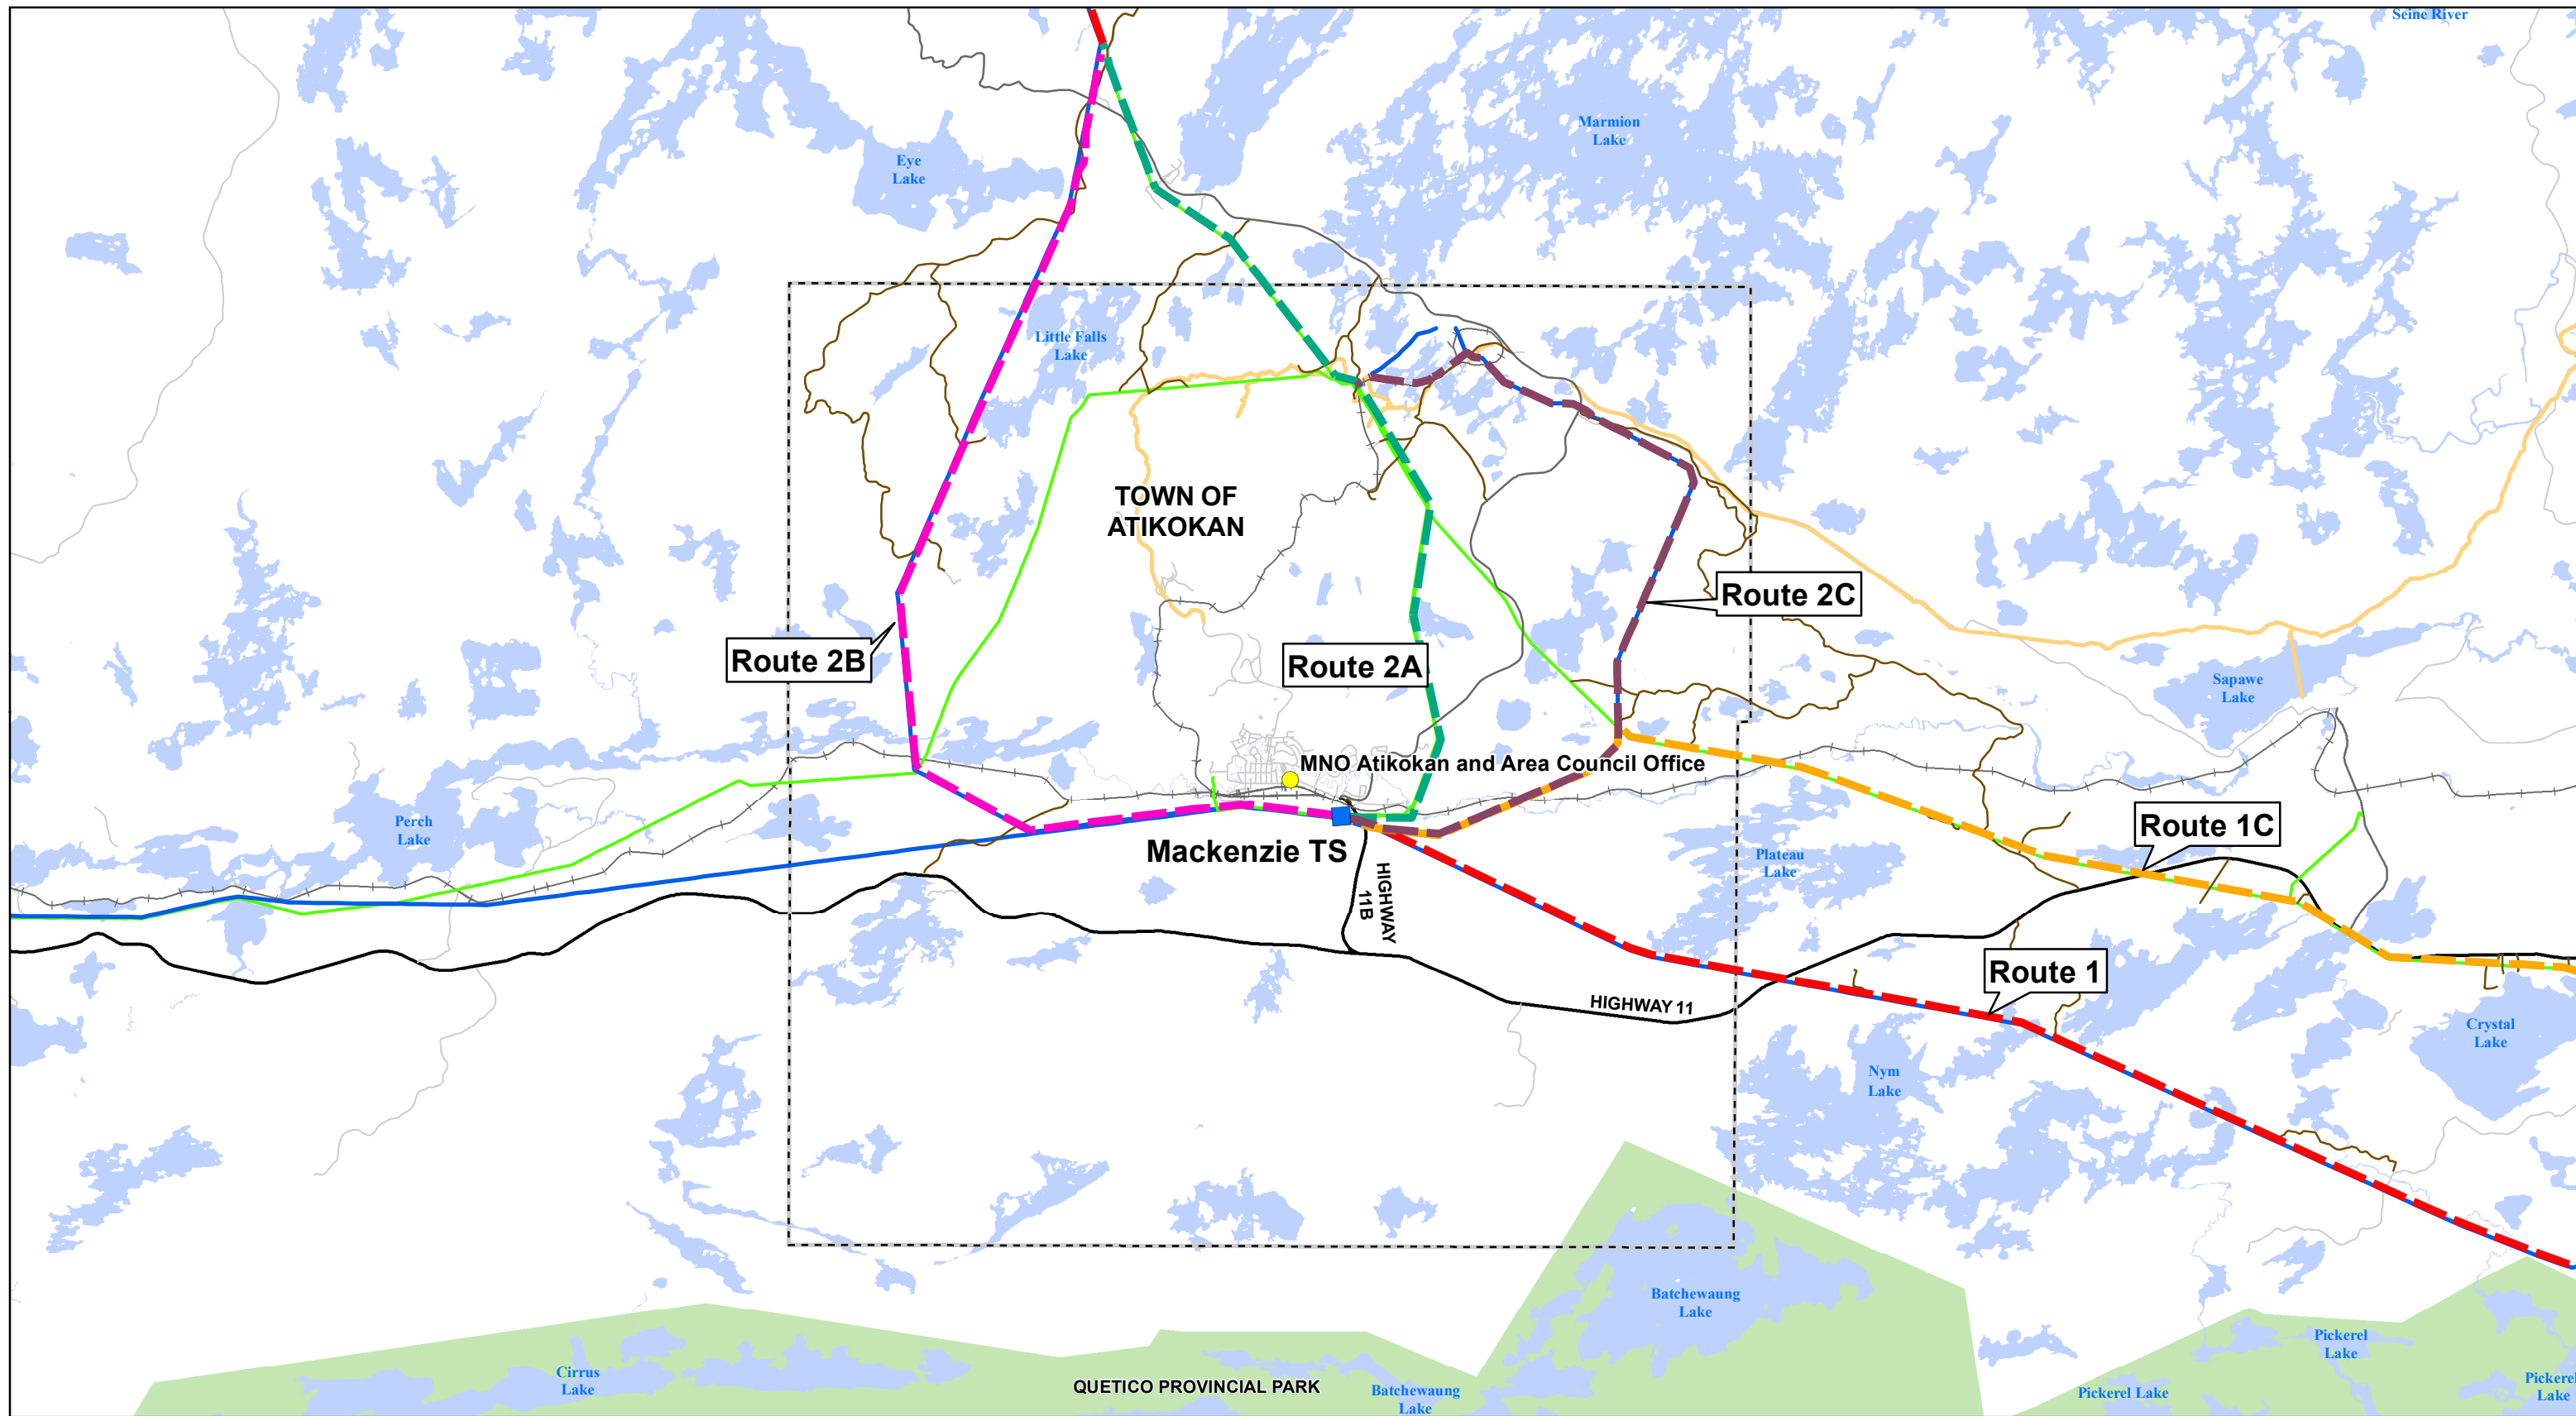 Seine River
Marmion
Lake
Eye
Lake
Little Falls
Lake
TOWN OF
ATIKOKAN
Route 2C
Route 2B
Route 2A
Sapawe
Lake
MNO Atikokan and Area Council Office
Perch
Lake
Route 1C
Mackenzie TS
Plateau
Lake
HIGHWAY
11B
Route 1
HIGHWAY 11
Crystal
Lake
Nym
Lake
Batchewaung
Lake
Pickerel
Lake
Cirrus
Lake
QUETICO PROVINCIAL PARK
Batchewaung
Lake
Pickerel Lake
Pickerel
Lake